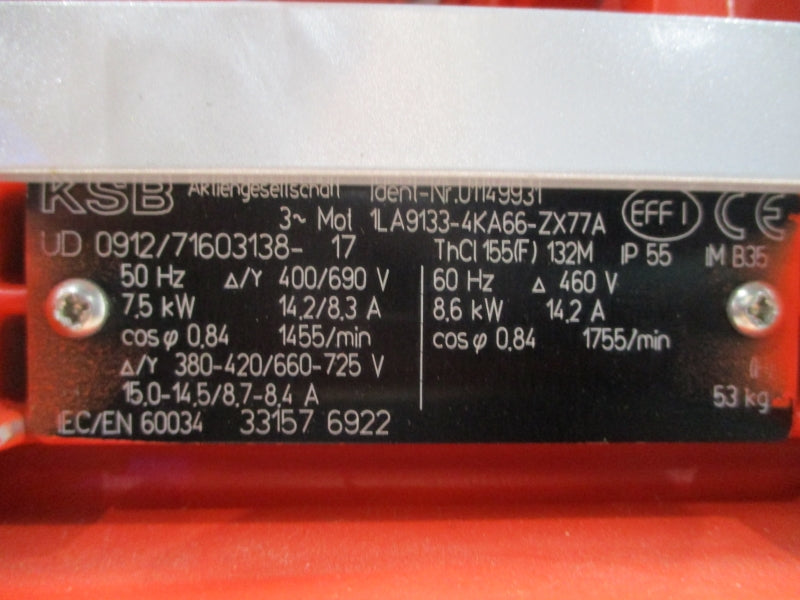 KSB Aktiengesellschaft Ident-Nr.01149931
3~ Mot 1LA9133-4KA66-ZX77A EFF I CE
UD 0912/71603138- 17 ThCl 155(F) 132M IP 55 IM B35
50 Hz Δ/Y 400/690 V 60 Hz Δ 460 V
7,5 kW 14,2/8,3 A 8,6 kW 14,2 A
cos φ 0,84 1455/min cos φ 0,84 1755/min
Δ/Y 380-420/660-725 V
15,0-14,5/8,7-8,4 A 53 kg
IEC/EN 60034 33157 6922